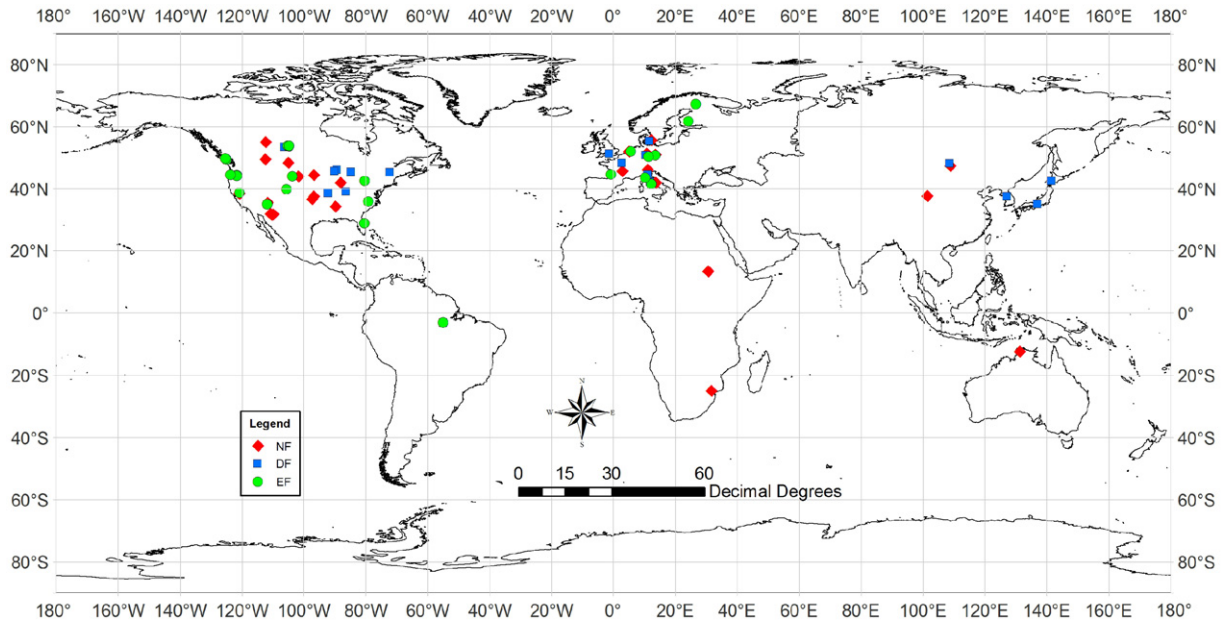 180° 160°W 140°W 120°W 100°W 80°W 60°W 40°W 20°W 0° 20°E 40°E 60°E 80°E 100°E 120°E 140°E 160°E 180°
80°N 80°N
60°N 60°N
40°N 40°N
20°N 20°N
0° 0°
20°S 20°S
N
W E
S
Legend
NF
DF
EF
40°S 40°S
0 15 30 60
Decimal Degrees
60°S 60°S
80°S 80°S
180° 160°W 140°W 120°W 100°W 80°W 60°W 40°W 20°W 0° 20°E 40°E 60°E 80°E 100°E 120°E 140°E 160°E 180°